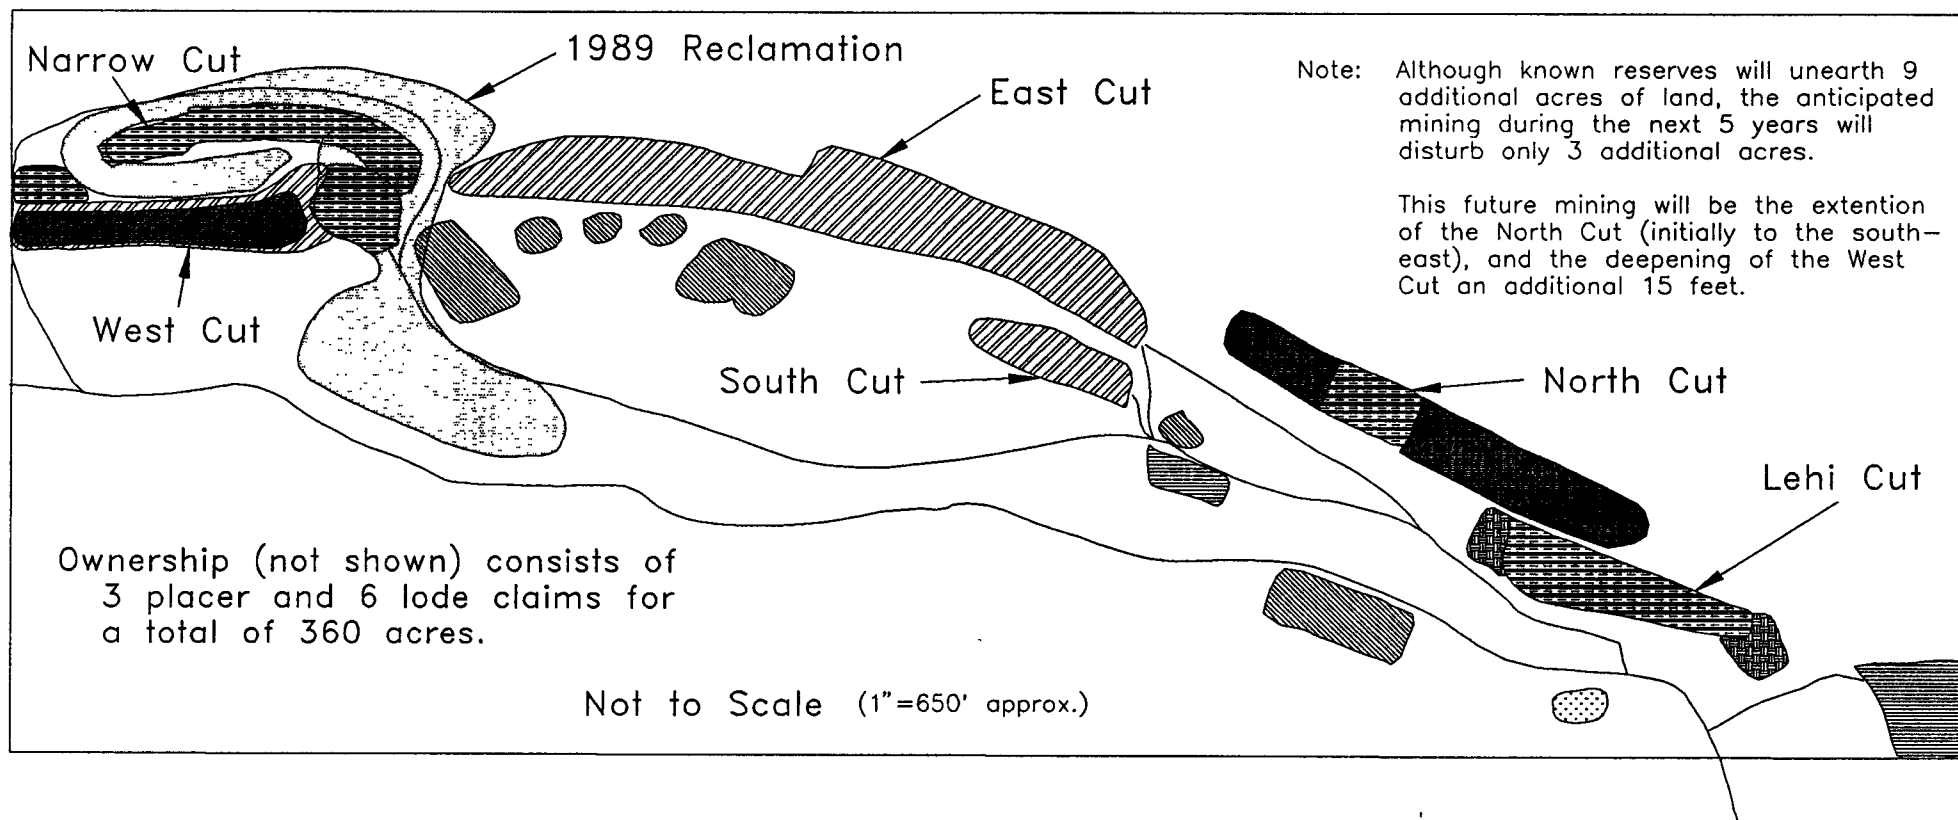 Narrow Cut
1989 Reclamation
East Cut
Note: Although known reserves will unearth 9
additional acres of land, the anticipated
mining during the next 5 years will
disturb only 3 additional acres.
This future mining will be the extention
of the North Cut (initially to the south-
east), and the deepening of the West
Cut an additional 15 feet.
West Cut
South Cut
North Cut
Lehi Cut
Ownership (not shown) consists of
3 placer and 6 lode claims for
a total of 360 acres.
Not to Scale (1"=650' approx.)